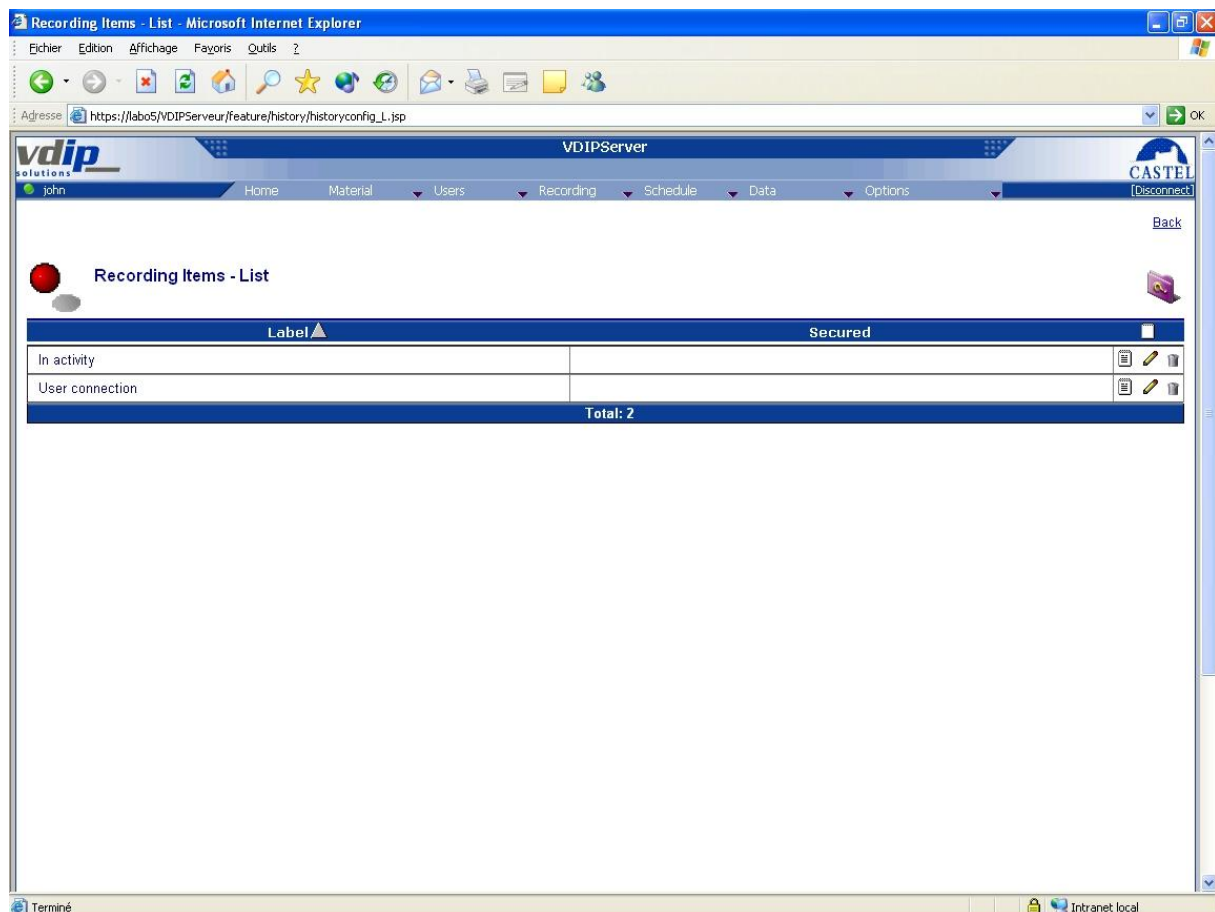 Recording Items - List - Microsoft Internet Explorer
Fichier Edition Affichage Favoris Outils ?
Adresse https://labo5/VDIPServeur/feature/history/historyconfig_L.jsp OK
vdip_ solutions VDIPServer CASTEL
john Home Material Users Recording Schedule Data Options [Disconnect]
Back
Recording Items - List
Label Secured
In activity
User connection
Total: 2
Terminé Intranet local